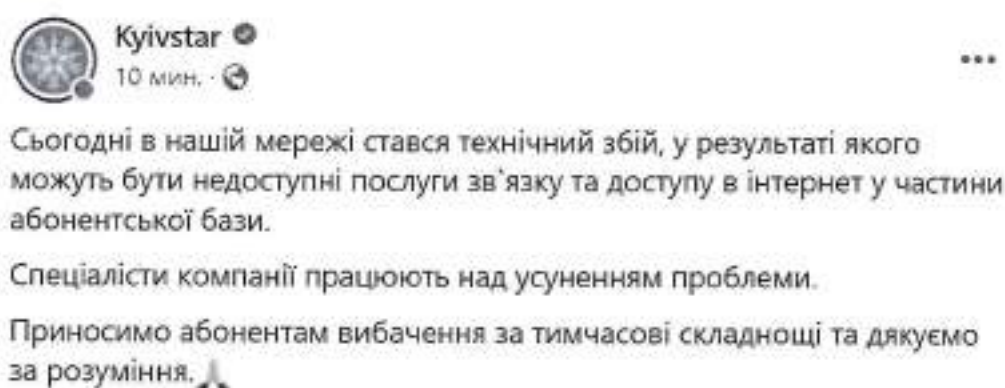 Kyivstar
10 мин. ·
Сьогодні в нашій мережі стався технічний збій, у результаті якого
можуть бути недоступні послуги зв`язку та доступу в інтернет у частини
абонентської бази.
Спеціалісти компанії працюють над усуненням проблеми.
Приносимо абонентам вибачення за тимчасові складнощі та дякуємо
за розуміння.